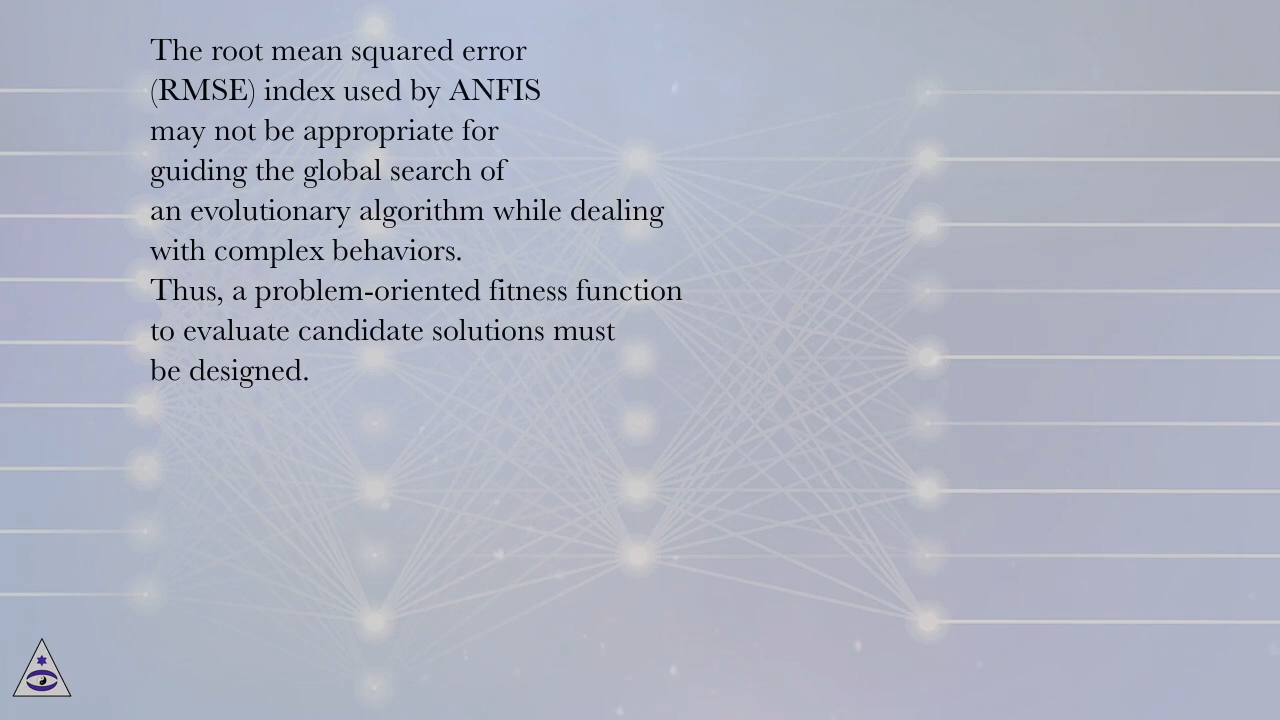 The root mean squared error
(RMSE) index used by ANFIS
may not be appropriate for
guiding the global search of
an evolutionary algorithm while dealing
with complex behaviors.
Thus, a problem-oriented fitness function
to evaluate candidate solutions must
be designed.